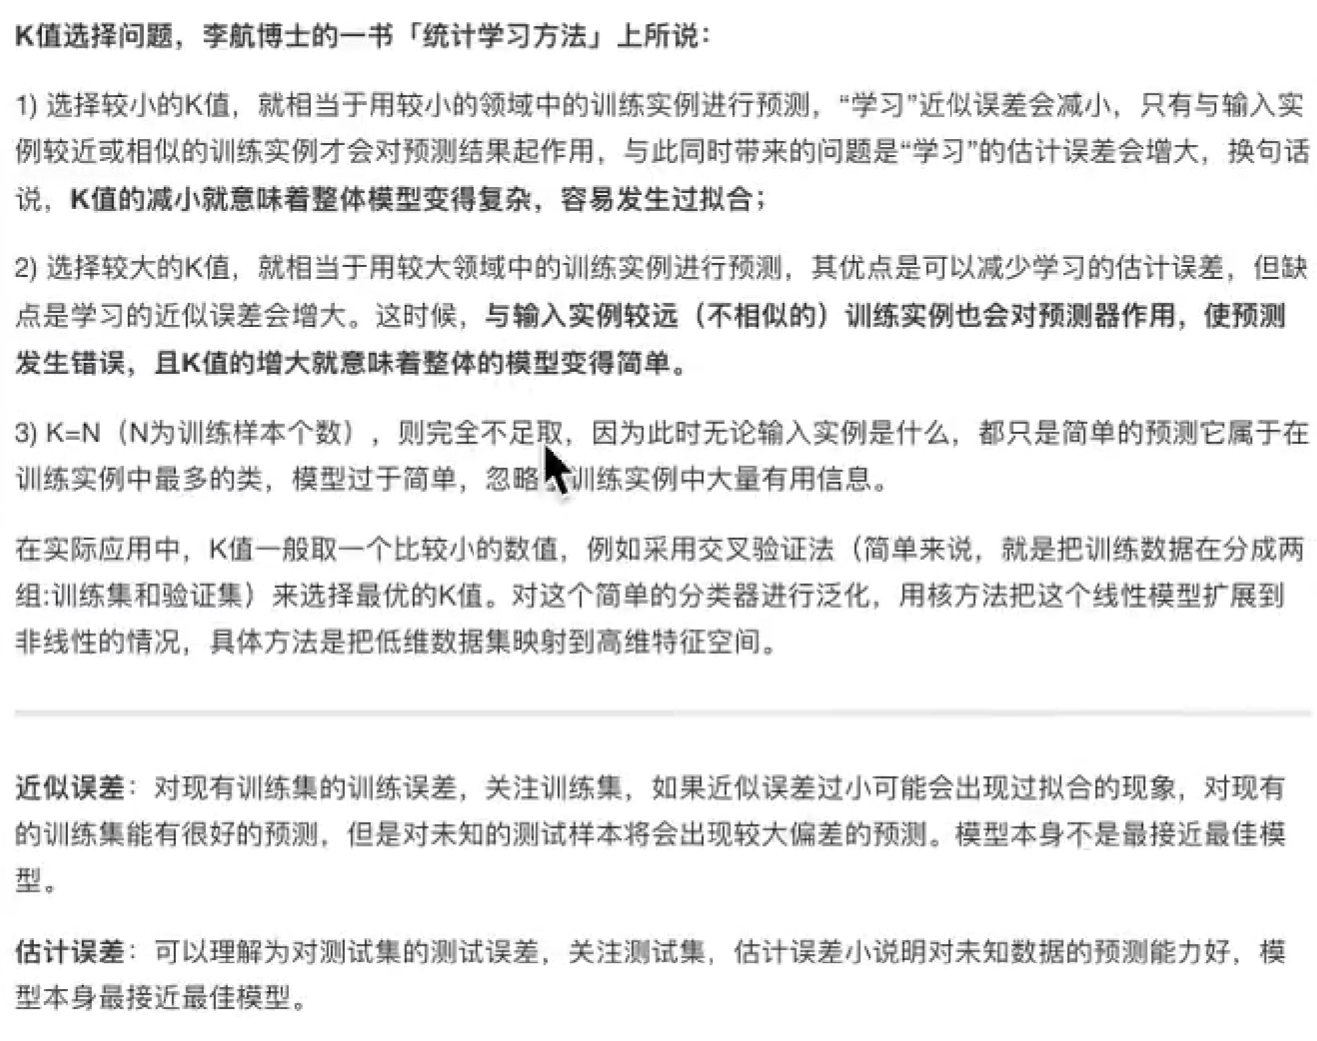 K值选择问题，李航博士的一书「统计学习方法」上所说：
1) 选择较小的K值，就相当于用较小的领域中的训练实例进行预测，“学习”近似误差会减小，只有与输入实
例较近或相似的训练实例才会对预测结果起作用，与此同时带来的问题是“学习”的估计误差会增大，换句话
说，K值的减小就意味着整体模型变得复杂，容易发生过拟合；
2) 选择较大的K值，就相当于用较大领域中的训练实例进行预测，其优点是可以减少学习的估计误差，但缺
点是学习的近似误差会增大。这时候，与输入实例较远（不相似的）训练实例也会对预测器作用，使预测
发生错误，且K值的增大就意味着整体的模型变得简单。
3) K=N（N为训练样本个数），则完全不足取，因为此时无论输入实例是什么，都只是简单的预测它属于在
训练实例中最多的类，模型过于简单，忽略训练实例中大量有用信息。
在实际应用中，K值一般取一个比较小的数值，例如采用交叉验证法（简单来说，就是把训练数据在分成两
组:训练集和验证集）来选择最优的K值。对这个简单的分类器进行泛化，用核方法把这个线性模型扩展到
非线性的情况，具体方法是把低维数据集映射到高维特征空间。
近似误差：对现有训练集的训练误差，关注训练集，如果近似误差过小可能会出现过拟合的现象，对现有
的训练集能有很好的预测，但是对未知的测试样本将会出现较大偏差的预测。模型本身不是最接近最佳模
型。
估计误差：可以理解为对测试集的测试误差，关注测试集，估计误差小说明对未知数据的预测能力好，模
型本身最接近最佳模型。